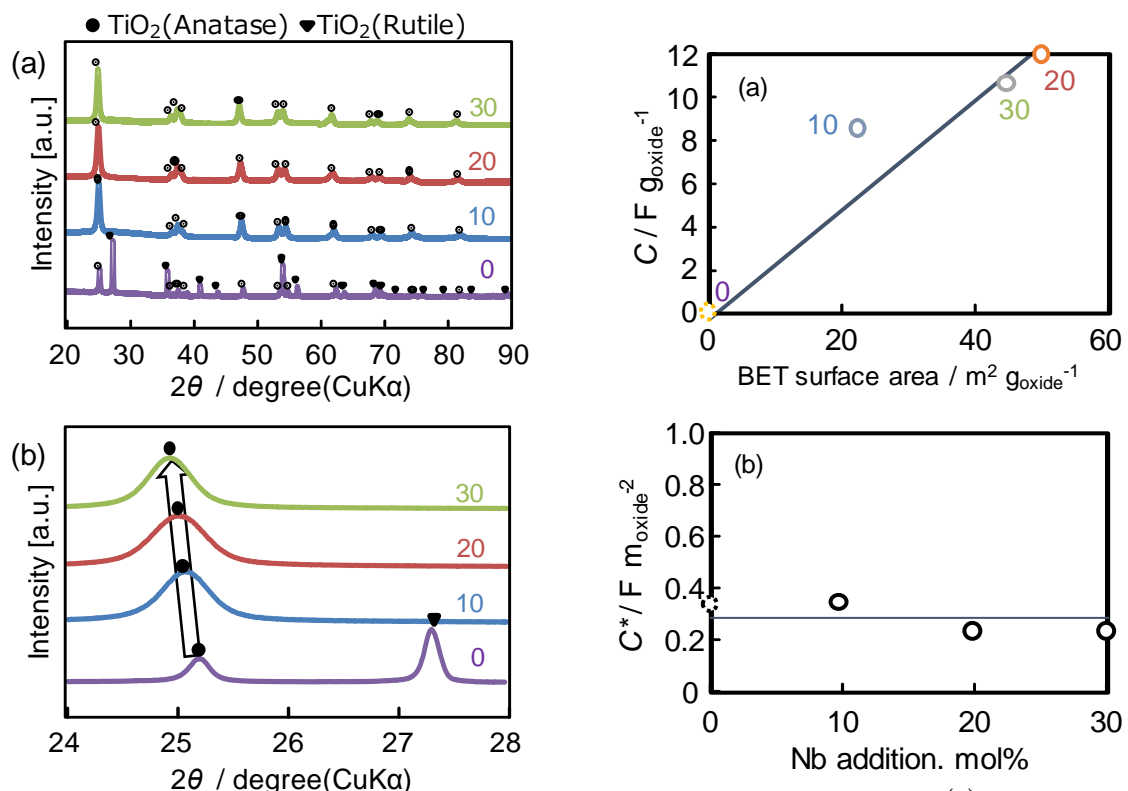 ● TiO2(Anatase) ▼TiO2(Rutile)
(a)
Intensity [a.u.]
30
20
10
0
20 30 40 50 60 70 80 90
2θ / degree(CuKα)
(b)
Intensity [a.u.]
30
20
10
0
24 25 26 27 28
2θ / degree(CuKα)
(a)
C / F goxide-1
12
10
8
6
4
2
0
10
20
30
0
0 20 40 60
BET surface area / m2 goxide-1
(b)
C* / F moxide-2
1.0
0.8
0.6
0.4
0.2
0
0 10 20 30
Nb addition. mol%